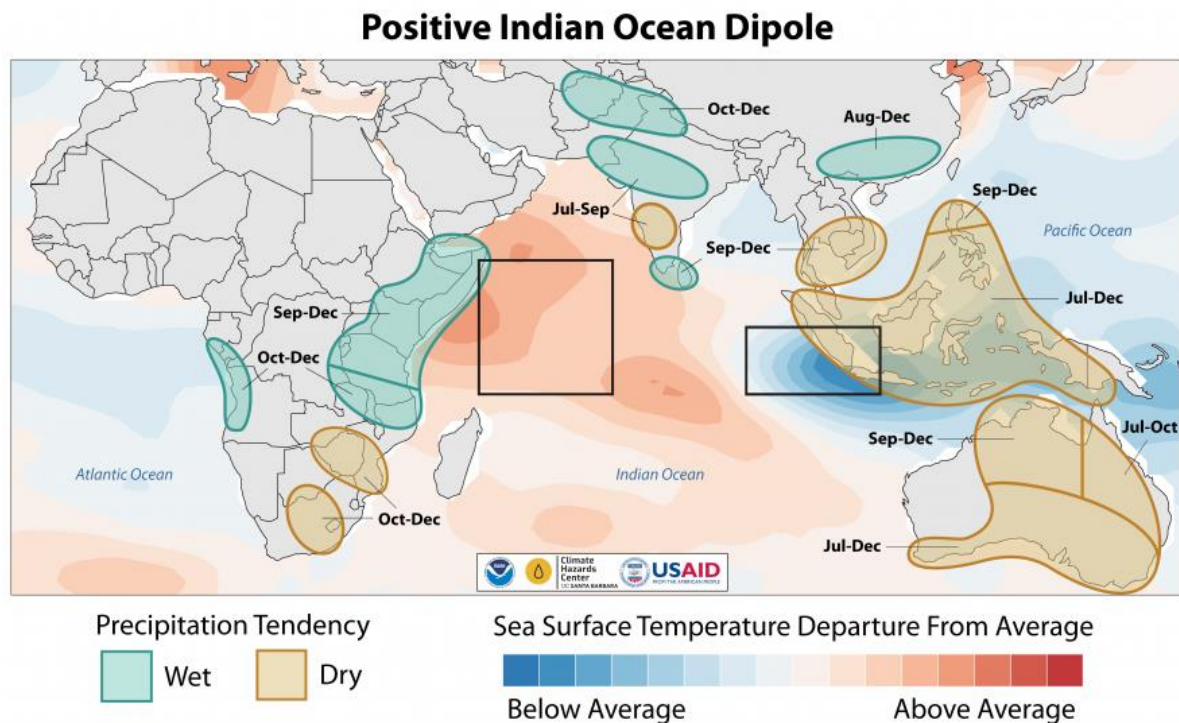 Positive Indian Ocean Dipole
Oct-Dec
Aug-Dec
Sep-Dec
Jul-Sep
Pacific Ocean
Sep-Dec
Jul-Dec
Sep-Dec
Oct-Dec
Sep-Dec
Jul-Oct
Atlantic Ocean
Indian Ocean
Oct-Dec
Jul-Dec
NOAA
Climate
Hazards
Center
UC SANTA BARBARA
USAID
FROM THE AMERICAN PEOPLE
Precipitation Tendency
Wet
Dry
Sea Surface Temperature Departure From Average
Below Average
Above Average